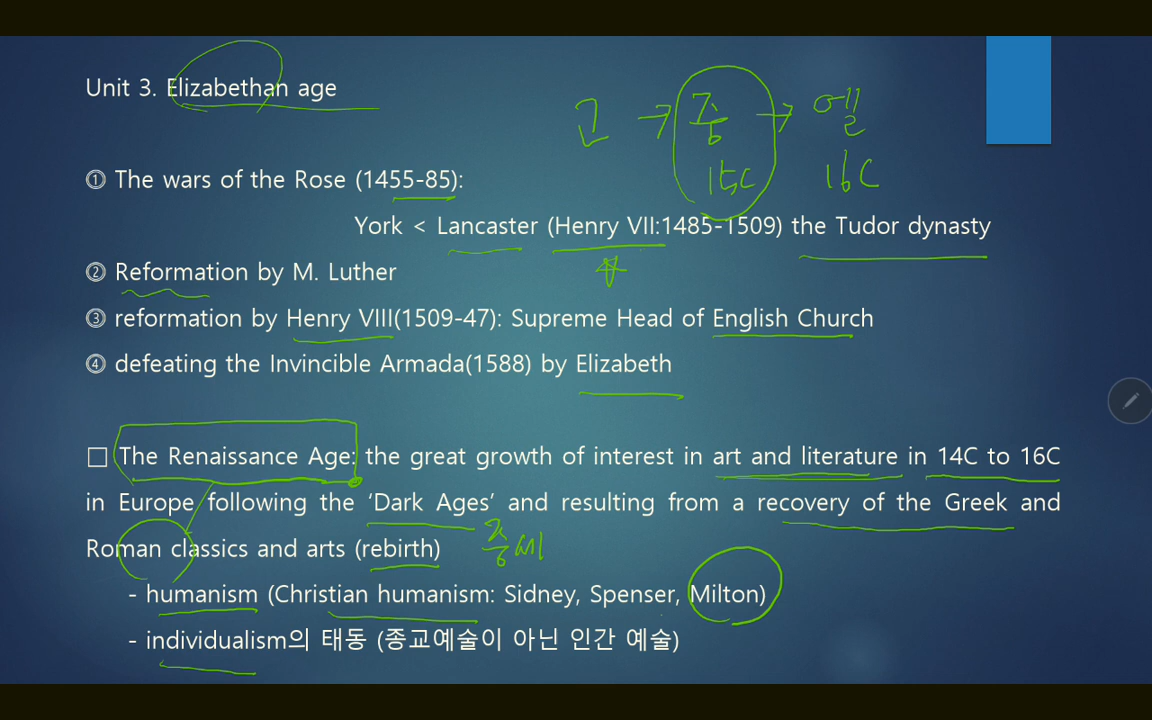 Unit 3. Elizabethan age
고 → 중 → 엘
15C 16C
① The wars of the Rose (1455-85):
York < Lancaster (Henry VII:1485-1509) the Tudor dynasty
② Reformation by M. Luther
③ reformation by Henry VIII(1509-47): Supreme Head of English Church
④ defeating the Invincible Armada(1588) by Elizabeth
□ The Renaissance Age: the great growth of interest in art and literature in 14C to 16C
in Europe following the ‘Dark Ages’ and resulting from a recovery of the Greek and
Roman classics and arts (rebirth) 중세
- humanism (Christian humanism: Sidney, Spenser, Milton)
- individualism의 태동 (종교예술이 아닌 인간 예술)